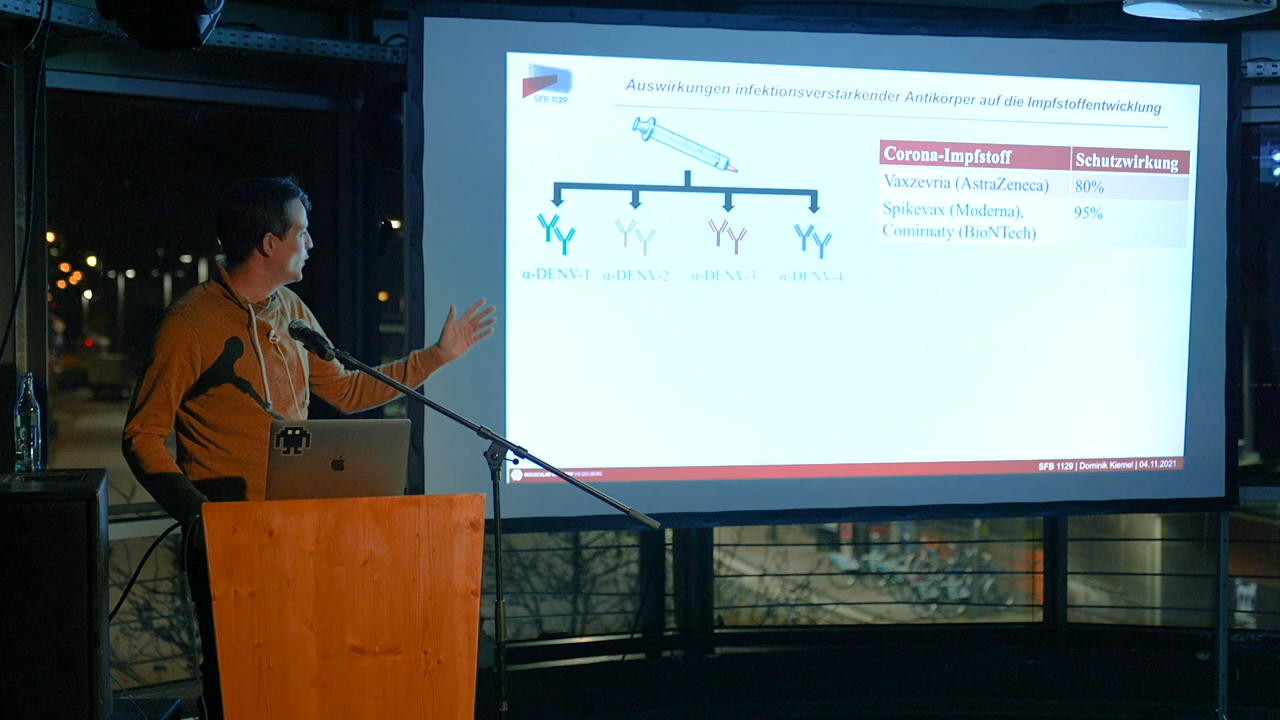 SFB 1129
Auswirkungen infektionsverstärkender Antikörper auf die Impfstoffentwicklung
Corona-Impfstoff Schutzwirkung
Vaxzevria (AstraZeneca) 80%
Spikevax (Moderna), 95%
Comirnaty (BioNTech)
α-DENV-1 α-DENV-2 α-DENV-3 α-DENV-4
SFB 1129 | Dominik Kiemel | 04.11.2021